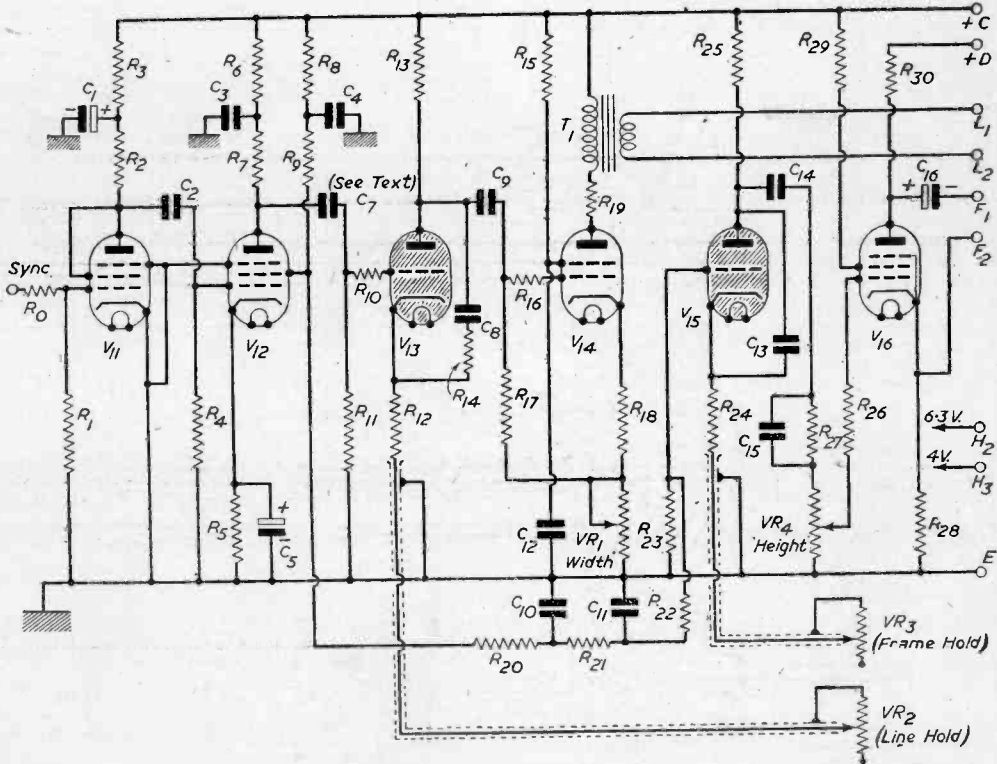 R3
C1
- +
R2
R6
C3
R7
R8
C4
R9
R13
R15
T1
R19
R25
R29
+C
+D
R30
L1
L2
C16
+ -
F1
F2
C2
(See Text)
C7
C9
C14
Sync.
R0
V11
V12
R10
V13
C8
R14
R16
V14
V15
C13
V16
R1
R4
R5
+
-
C5
R11
R12
R17
R18
C12
VR1
Width
R23
R24
C15
R27
VR4
Height
R26
6·3 V.
H2
4V.
H3
R28
E
C10
C11
R22
R20
R21
VR3
(Frame Hold)
VR2
(Line Hold)